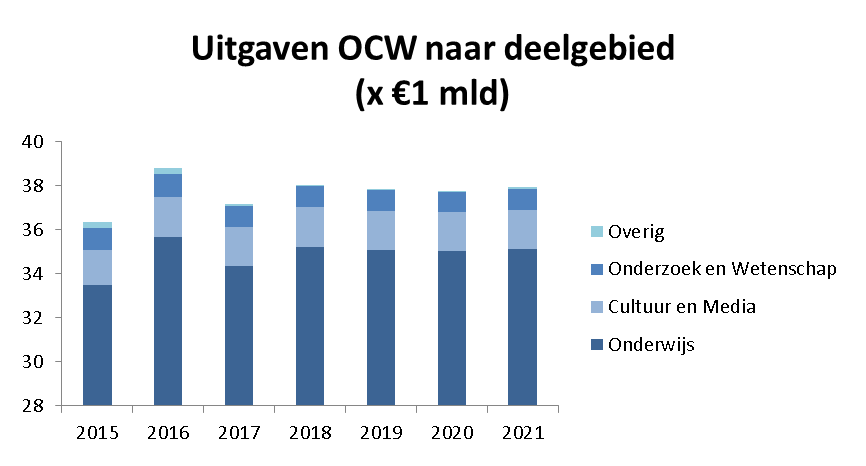 Uitgaven OCW naar deelgebied
(x €1 mld)
40
38
36
34
32
30
28
2015 2016 2017 2018 2019 2020 2021
Overig
Onderzoek en Wetenschap
Cultuur en Media
Onderwijs